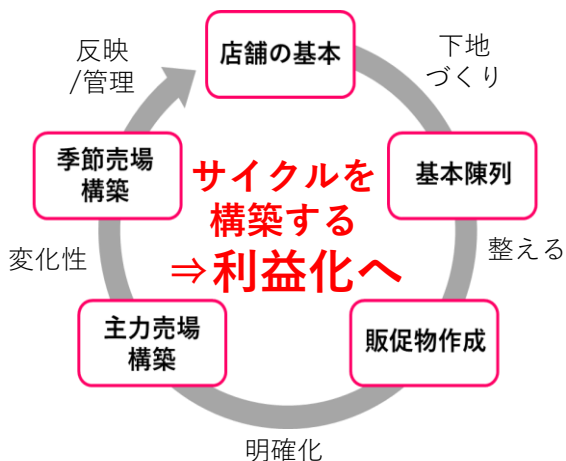 店舗の基本
下地
づくり
基本陳列
整える
販促物作成
明確化
主力売場
構築
変化性
季節売場
構築
反映
/管理
サイクルを
構築する
⇒利益化へ